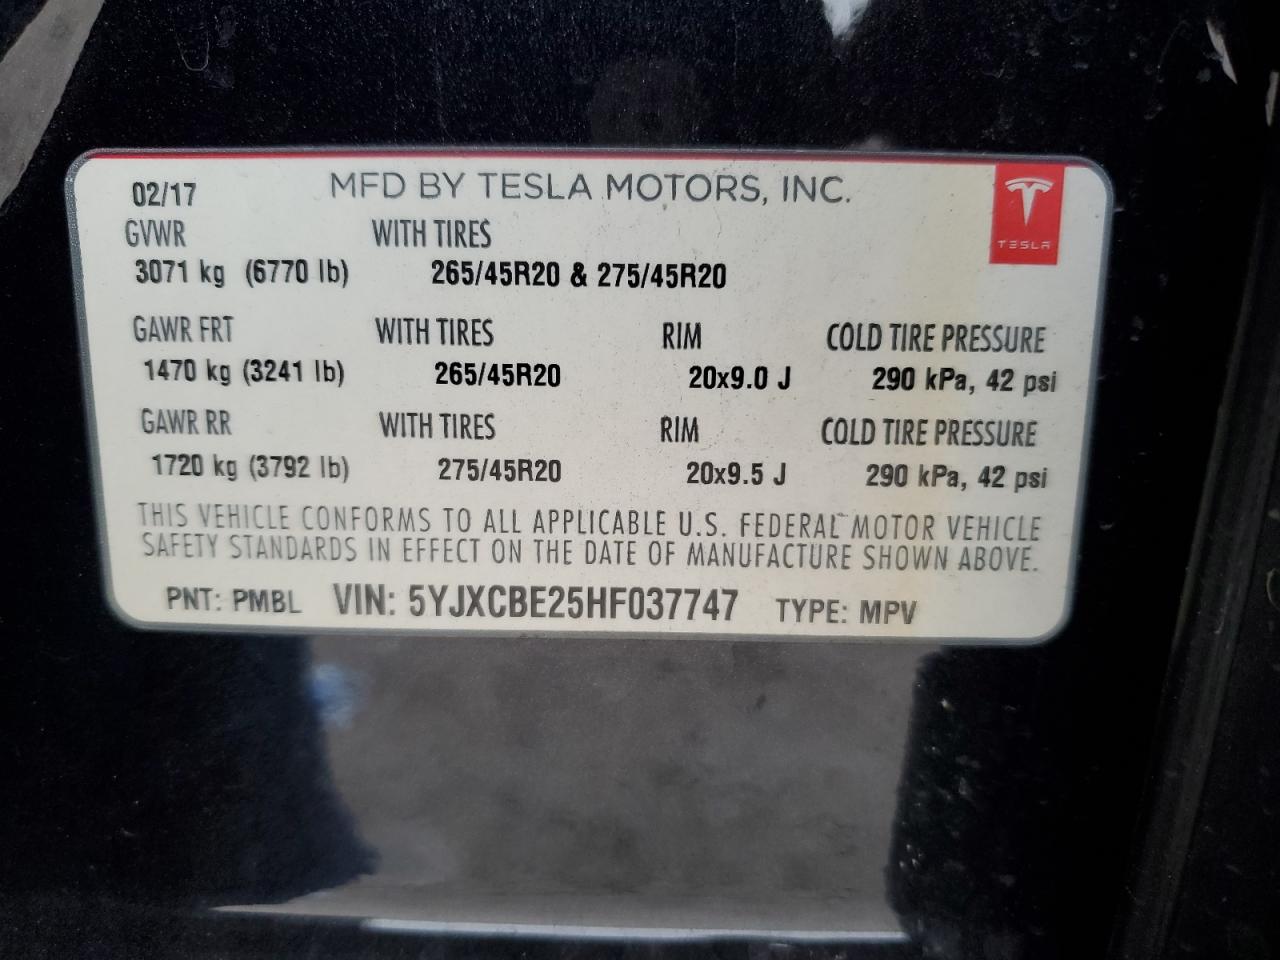 02/17 MFD BY TESLA MOTORS, INC.
TESLA
GVWR WITH TIRES
3071 kg (6770 lb) 265/45R20 & 275/45R20
GAWR FRT WITH TIRES RIM COLD TIRE PRESSURE
1470 kg (3241 lb) 265/45R20 20x9.0 J 290 kPa, 42 psi
GAWR RR WITH TIRES RIM COLD TIRE PRESSURE
1720 kg (3792 lb) 275/45R20 20x9.5 J 290 kPa, 42 psi
THIS VEHICLE CONFORMS TO ALL APPLICABLE U.S. FEDERAL MOTOR VEHICLE
SAFETY STANDARDS IN EFFECT ON THE DATE OF MANUFACTURE SHOWN ABOVE.
PNT: PMBL VIN: 5YJXCBE25HF037747 TYPE: MPV